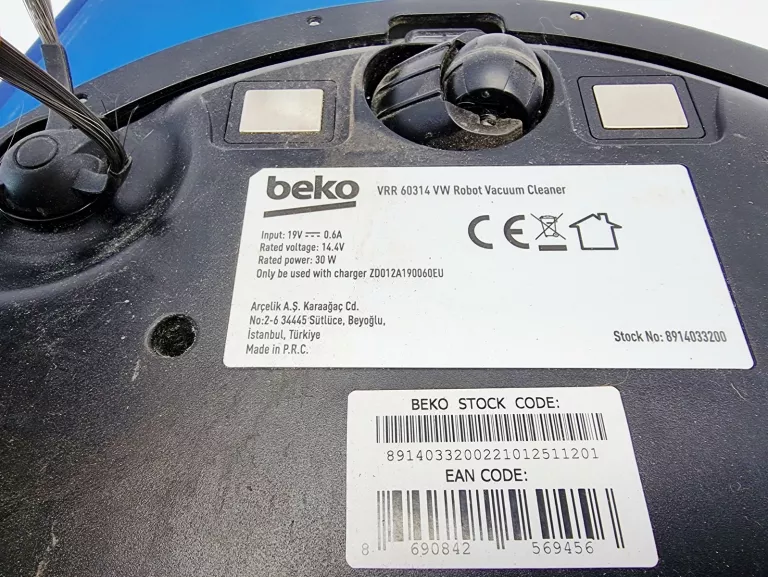 beko
VRR 60314 VW Robot Vacuum Cleaner
Input: 19V ⎓ 0.6A
Rated voltage: 14.4V
Rated power: 30 W
Only be used with charger ZD012A190060EU
CE
Arçelik A.Ş. Karaağaç Cd.
No:2-6 34445 Sütlüce, Beyoğlu,
İstanbul, Türkiye
Made in P.R.C.
Stock No: 8914033200
BEKO STOCK CODE:
8914033200221012511201
EAN CODE:
8 690842 569456